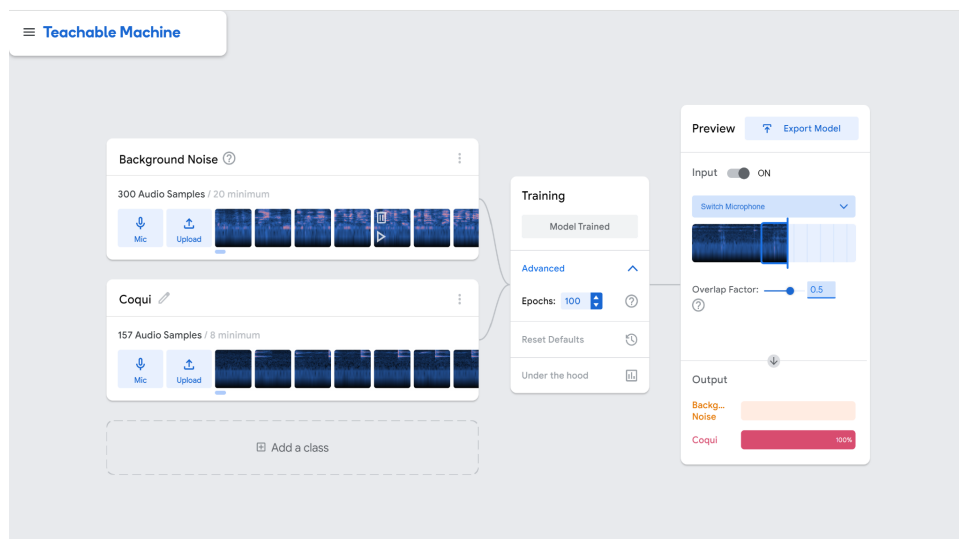 Teachable Machine
Background Noise
300 Audio Samples / 20 minimum
Mic
Upload
Coqui
157 Audio Samples / 8 minimum
Mic
Upload
Add a class
Training
Model Trained
Advanced
Epochs: 100
Reset Defaults
Under the hood
Preview
Export Model
Input ON
Switch Microphone
Overlap Factor: 0.5
Output
Backg...
Noise
Coqui 100%